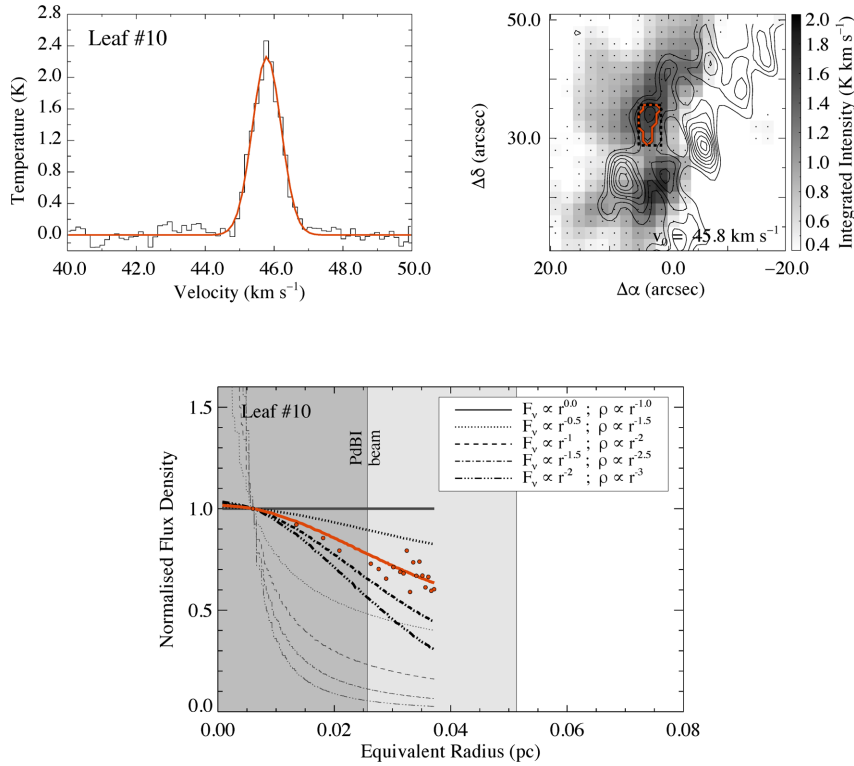 Leaf #10
Temperature (K)
2.8
2.4
2.0
1.6
1.2
0.8
0.4
0.0
40.0 42.0 44.0 46.0 48.0 50.0
Velocity (km s⁻¹)
Δδ (arcsec)
50.0
30.0
v₀ = 45.8 km s⁻¹
20.0 0.0 -20.0
Δα (arcsec)
2.0
1.8
1.6
1.4
1.2
1.0
0.8
0.6
0.4
Integrated Intensity (K km s⁻¹)
Leaf #10
PdBI
beam
F_ν ∝ r^0.0 ; ρ ∝ r^-1.0
F_ν ∝ r^-0.5 ; ρ ∝ r^-1.5
F_ν ∝ r^-1 ; ρ ∝ r^-2
F_ν ∝ r^-1.5 ; ρ ∝ r^-2.5
F_ν ∝ r^-2 ; ρ ∝ r^-3
Normalised Flux Density
1.5
1.0
0.5
0.0
0.00 0.02 0.04 0.06 0.08
Equivalent Radius (pc)